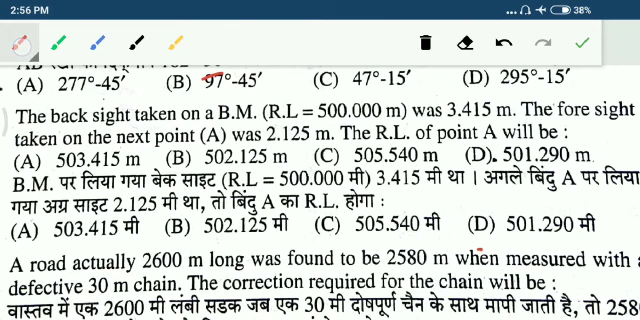 2:56 PM
38%
(A) 277°-45′ (B) 97°-45′ (C) 47°-15′ (D) 295°-15′
The back sight taken on a B.M. (R.L = 500.000 m) was 3.415 m. The fore sight
taken on the next point (A) was 2.125 m. The R.L. of point A will be :
(A) 503.415 m (B) 502.125 m (C) 505.540 m (D). 501.290 m
B.M. पर लिया गया बेक साइट (R.L = 500.000 मी) 3.415 मी था । अगले बिंदु A पर लिया
गया अग्र साइट 2.125 मी था, तो बिंदु A का R.L. होगा :
(A) 503.415 मी (B) 502.125 मी (C) 505.540 मी (D) 501.290 मी
A road actually 2600 m long was found to be 2580 m when measured with
defective 30 m chain. The correction required for the chain will be :
वास्तव में एक 2600 मी लंबी सडक जब एक 30 मी दोषपूर्ण चैन के साथ मापी जाती है, तो 258